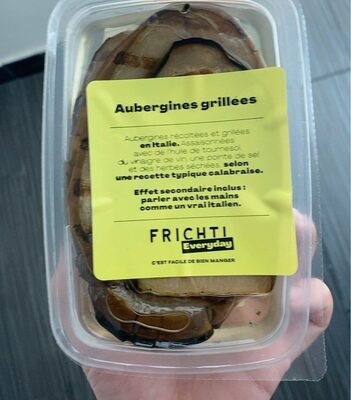 Aubergines grillées
Aubergines récoltées et grillées
en Italie. Assaisonnées
avec de l'huile de tournesol,
du vinaigre de vin, une pointe de sel
et des herbes séchées, selon
une recette typique calabraise.
Effet secondaire inclus :
parler avec les mains
comme un vrai italien.
FRICHTI
Everyday
C'EST FACILE DE BIEN MANGER